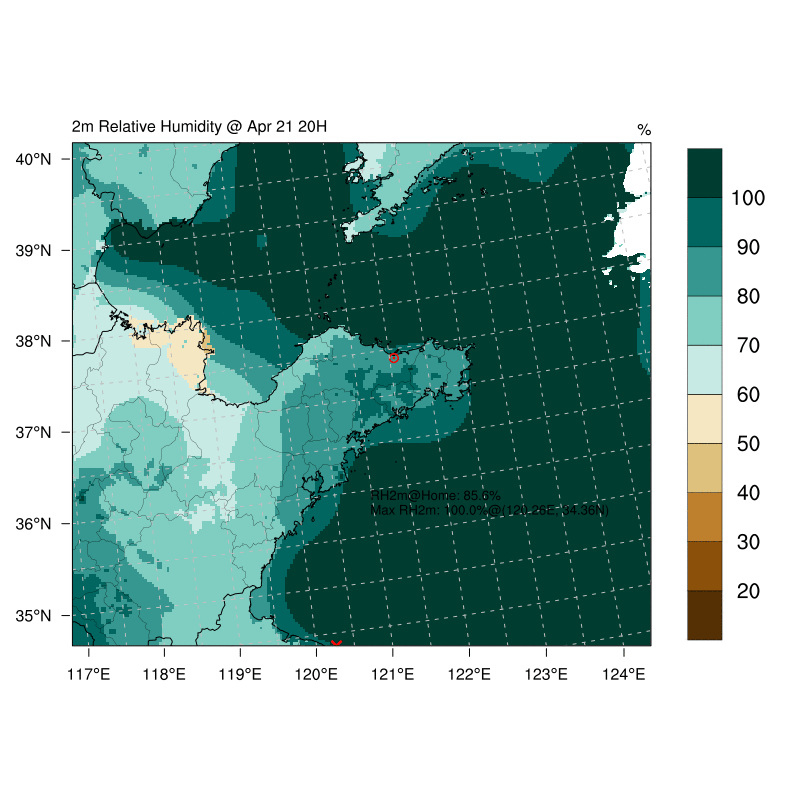 2m Relative Humidity @ Apr 21 20H
%
40°N
39°N
38°N
37°N
36°N
35°N
117°E
118°E
119°E
120°E
121°E
122°E
123°E
124°E
100
90
80
70
60
50
40
30
20
RH2m@Home: 85.6%
Max RH2m: 100.0%@(120.26E, 34.36N)